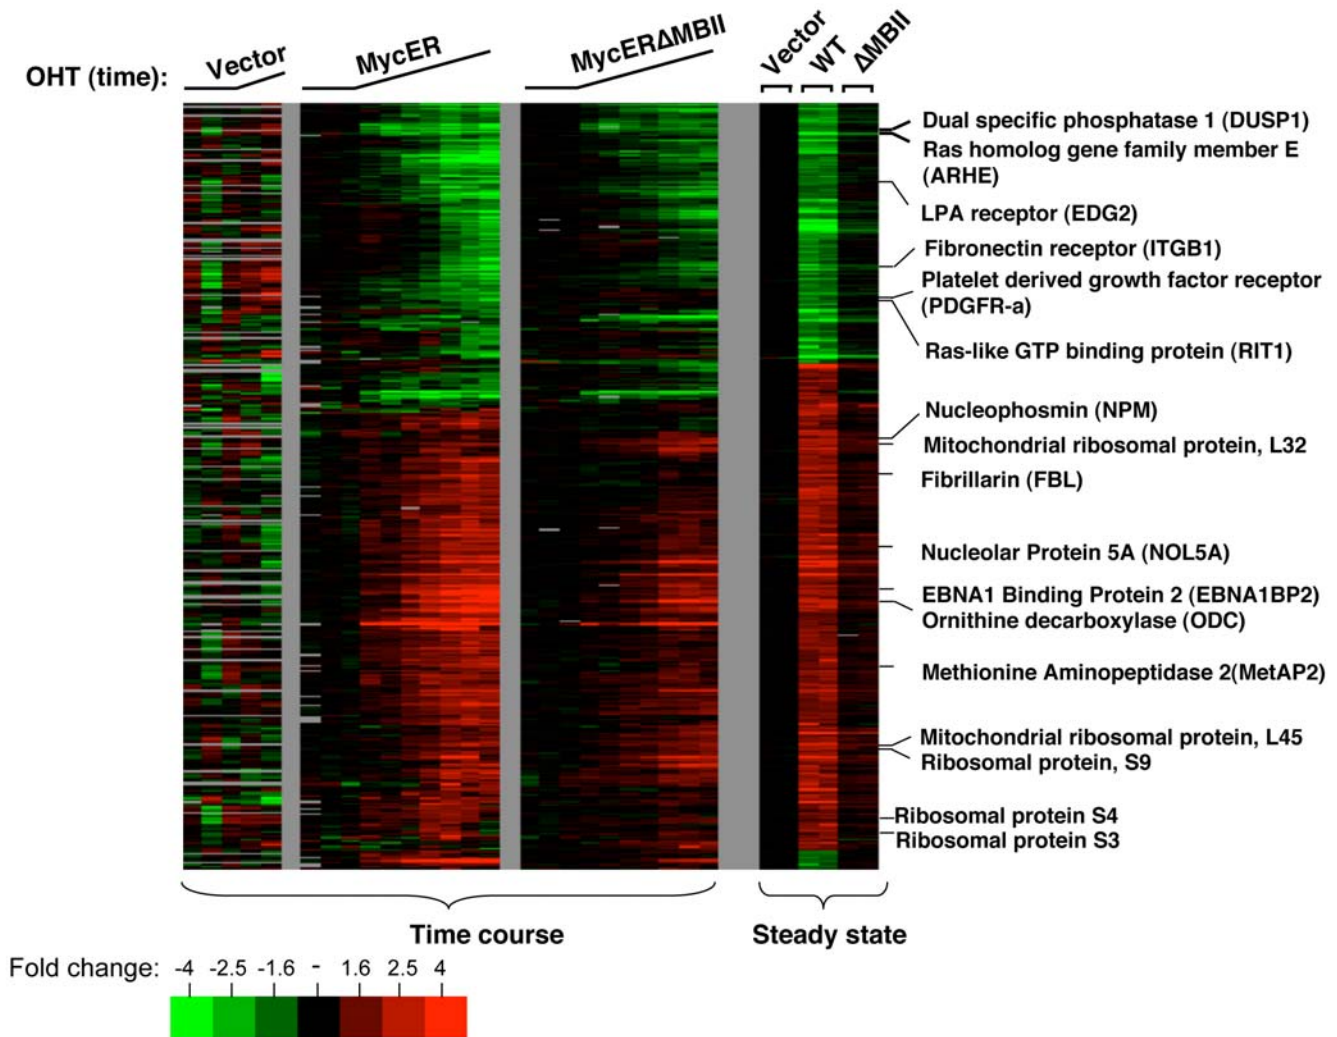 OHT (time):
Vector
MycER
MycERΔMBII
Vector
WT
ΔMBII
Dual specific phosphatase 1 (DUSP1)
Ras homolog gene family member E
(ARHE)
LPA receptor (EDG2)
Fibronectin receptor (ITGB1)
Platelet derived growth factor receptor
(PDGFR-a)
Ras-like GTP binding protein (RIT1)
Nucleophosmin (NPM)
Mitochondrial ribosomal protein, L32
Fibrillarin (FBL)
Nucleolar Protein 5A (NOL5A)
EBNA1 Binding Protein 2 (EBNA1BP2)
Ornithine decarboxylase (ODC)
Methionine Aminopeptidase 2(MetAP2)
Mitochondrial ribosomal protein, L45
Ribosomal protein, S9
Ribosomal protein S4
Ribosomal protein S3
Time course
Steady state
Fold change: -4 -2.5 -1.6 - 1.6 2.5 4